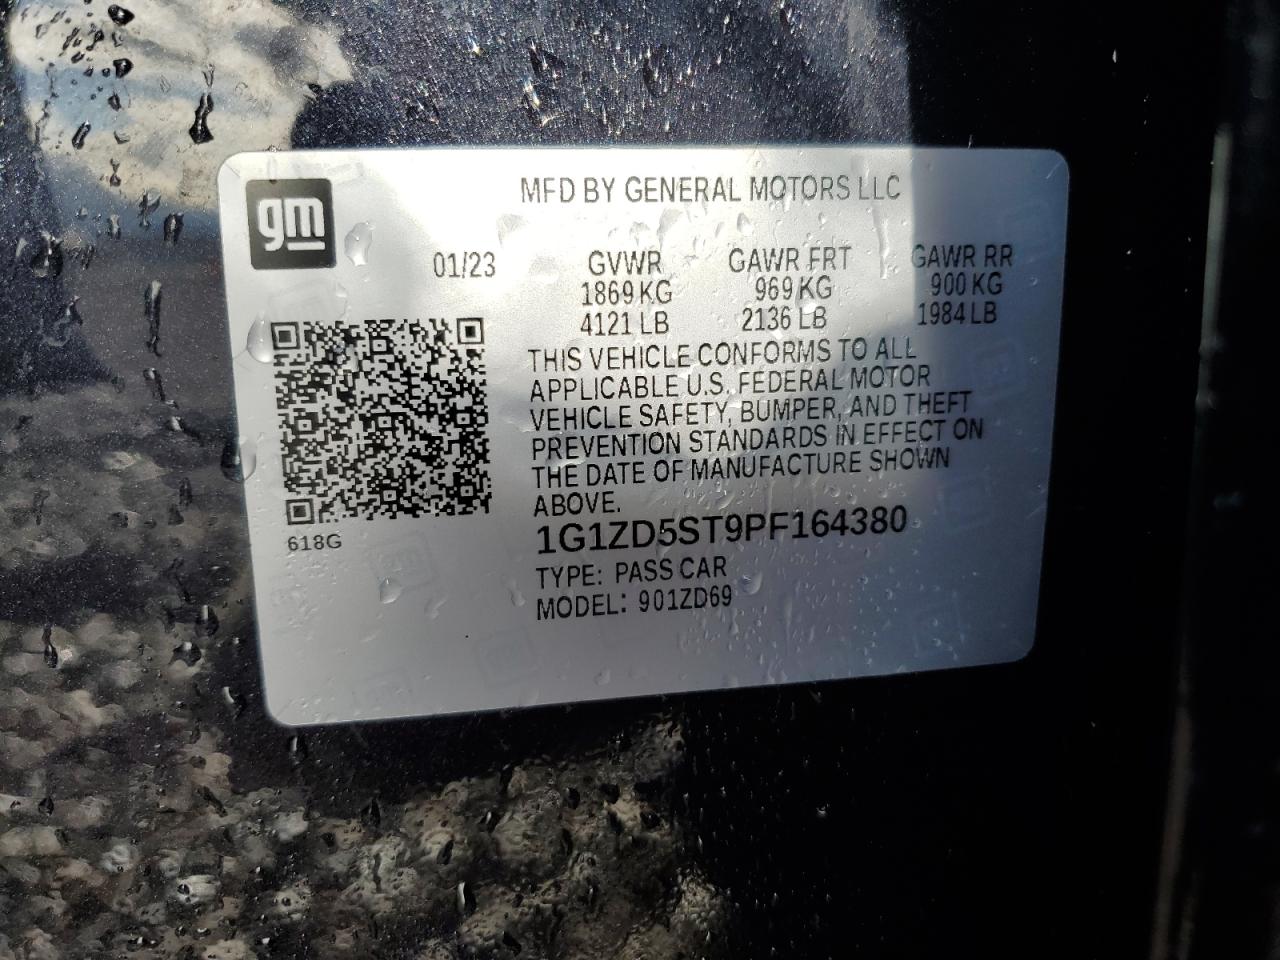 gm
MFD BY GENERAL MOTORS LLC
01/23 GVWR GAWR FRT GAWR RR
1869 KG 969 KG 900 KG
4121 LB 2136 LB 1984 LB
THIS VEHICLE CONFORMS TO ALL
APPLICABLE U.S. FEDERAL MOTOR
VEHICLE SAFETY, BUMPER, AND THEFT
PREVENTION STANDARDS IN EFFECT ON
THE DATE OF MANUFACTURE SHOWN
ABOVE.
618G
1G1ZD5ST9PF164380
TYPE: PASS CAR
MODEL: 901ZD69